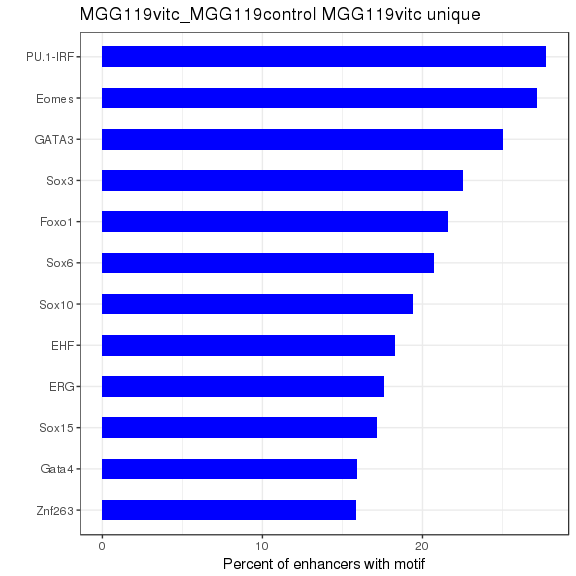 MGG119vitc_MGG119control MGG119vitc unique
PU.1-IRF
Eomes
GATA3
Sox3
Foxo1
Sox6
Sox10
EHF
ERG
Sox15
Gata4
Znf263
0 10 20
Percent of enhancers with motif